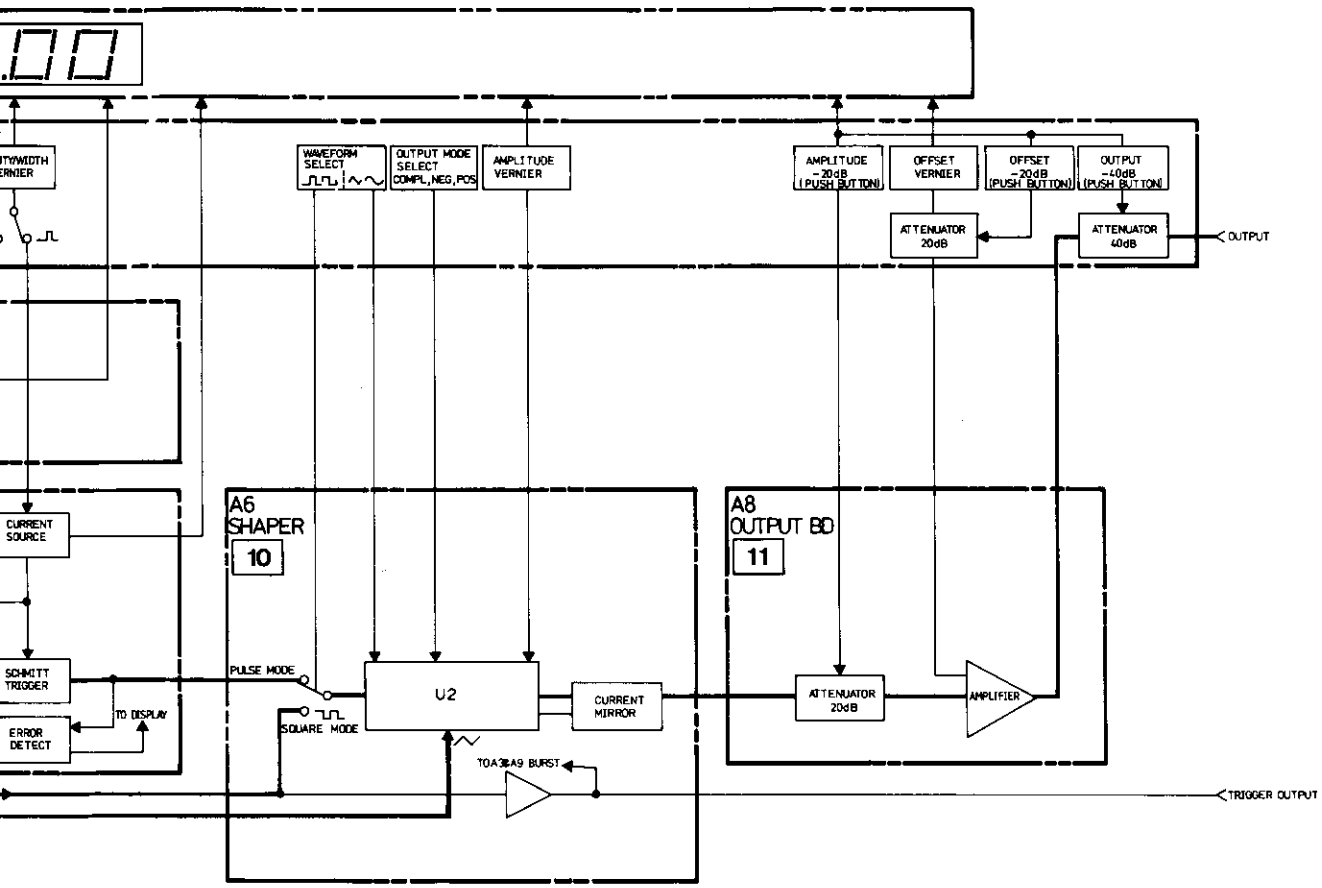 .00
WAVEFORM
SELECT
OUTPUT MODE
SELECT
COMPL,NEG,POS
AMPLITUDE
VERNIER
AMPLITUDE
-20dB
(PUSH BUTTON)
OFFSET
VERNIER
OFFSET
-20dB
(PUSH BUTTON)
OUTPUT
-40dB
(PUSH BUTTON)
TY/WIDTH
ERNIER
ATTENUATOR
20dB
ATTENUATOR
40dB
OUTPUT
CURRENT
SOURCE
A6
SHAPER
10
A8
OUTPUT BD
11
SCHMITT
TRIGGER
PULSE MODE
U2
CURRENT
MIRROR
ATTENUATOR
20dB
AMPLIFIER
TO DISPLAY
ERROR
DETECT
SQUARE MODE
BURST
TRIGGER OUTPUT